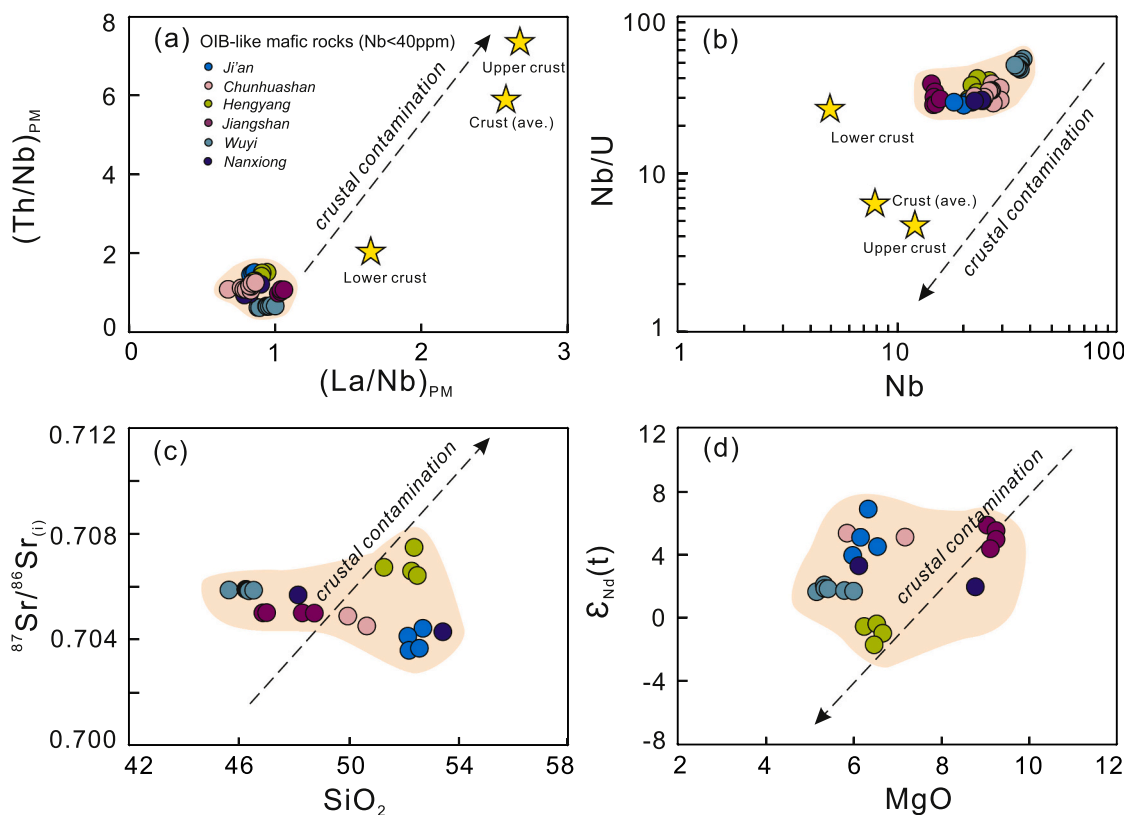 (a)
OIB-like mafic rocks (Nb<40ppm)
Ji'an
Chunhuashan
Hengyang
Jiangshan
Wuyi
Nanxiong
crustal contamination
Upper crust
Crust (ave.)
Lower crust
8
6
4
2
0
0
1
2
3
(Th/Nb)PM
(La/Nb)PM
(b)
Lower crust
Crust (ave.)
Upper crust
crustal contamination
100
10
1
1
10
100
Nb/U
Nb
(c)
crustal contamination
0.712
0.708
0.704
0.700
42
46
50
54
58
⁸⁷Sr/⁸⁶Sr(i)
SiO₂
(d)
crustal contamination
12
8
4
0
-4
-8
2
4
6
8
10
12
εNd(t)
MgO